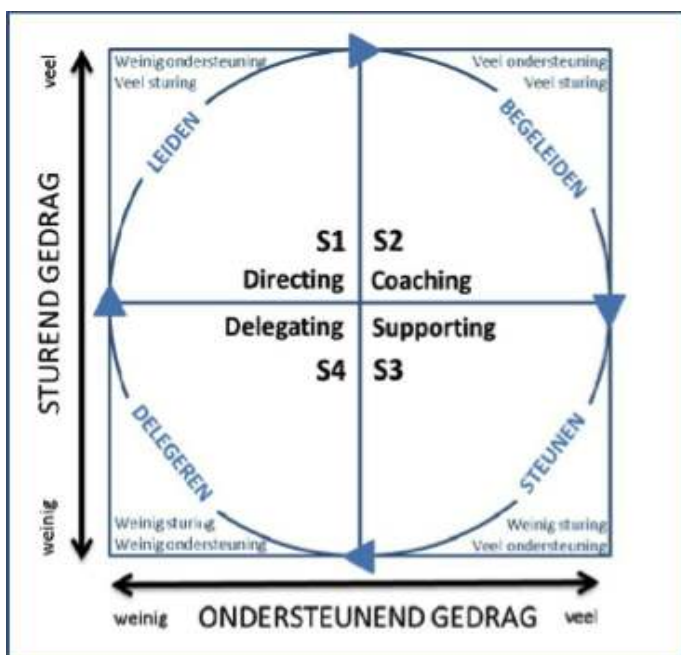 Weinig ondersteuning
Veel sturing
Veel ondersteuning
Veel sturing
LEIDEN
BEGELEIDEN
veel
STUREND GEDRAG
weinig
S1
S2
Directing
Coaching
Delegating
Supporting
S4
S3
DELEGEREN
STEUNEN
Weinig sturing
Weinig ondersteuning
Weinig sturing
Veel ondersteuning
weinig
ONDERSTEUNEND GEDRAG
veel